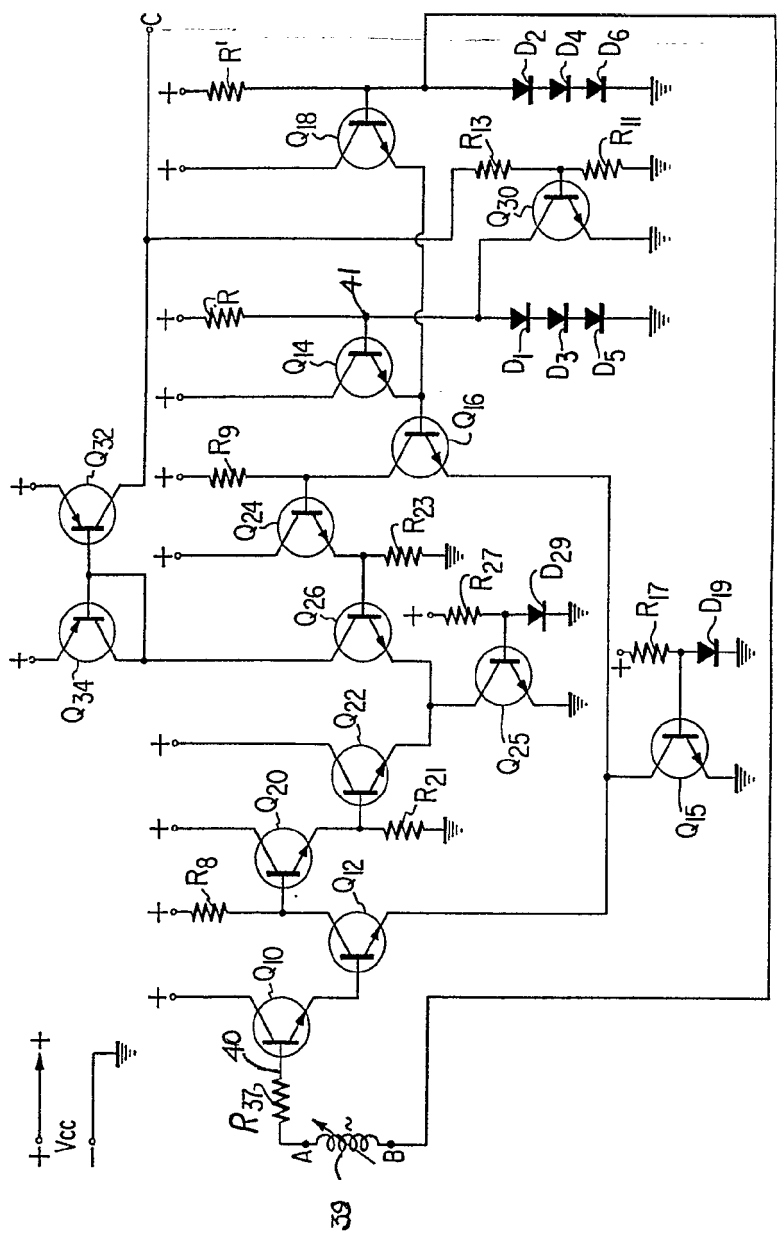 + + + +
Vcc
Q34 Q32
C
+ + + + + + + + + +
R8 R9 R R'
40 Q10 Q20 Q24
R37
A B
39
Q12 Q22 Q26 Q14 41 Q18
R21 R23 Q16
+ R27
D29
Q25
Q30 R13 R11
D1 D3 D5
D2 D4 D6
+ R17
D19
Q15